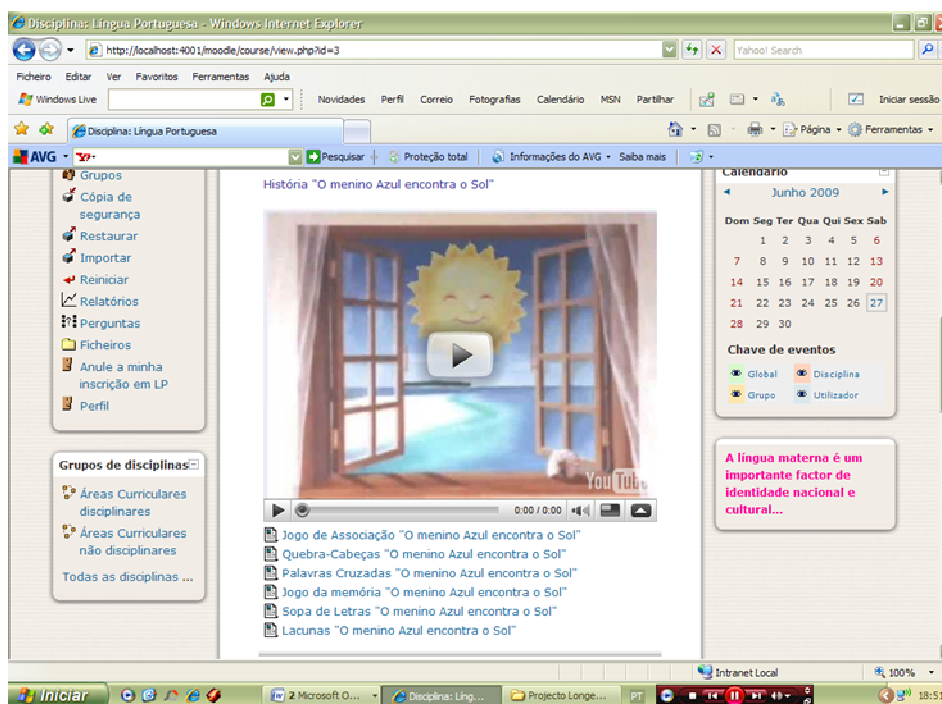 Disciplina: Língua Portuguesa - Windows Internet Explorer
http://localhost:4001/moodle/course/view.php?id=3
Yahoo! Search
Ficheiro Editar Ver Favoritos Ferramentas Ajuda
Windows Live Novidades Perfil Correio Fotografias Calendário MSN Partilhar Iniciar sessão
Disciplina: Língua Portuguesa Página Ferramentas
AVG Y! Pesquisar Proteção total Informações do AVG Saiba mais
Grupos
Cópia de
segurança
Restaurar
Importar
Reiniciar
Relatórios
Perguntas
Ficheiros
Anule a minha
inscrição em LP
Perfil
Grupos de disciplinas
Áreas Curriculares
disciplinares
Áreas Curriculares
não disciplinares
Todas as disciplinas ...
História "O menino Azul encontra o Sol"
YouTube
0:00 / 0:00
Jogo de Associação "O menino Azul encontra o Sol"
Quebra-Cabeças "O menino Azul encontra o Sol"
Palavras Cruzadas "O menino Azul encontra o Sol"
Jogo da memória "O menino Azul encontra o Sol"
Sopa de Letras "O menino Azul encontra o Sol"
Lacunas "O menino Azul encontra o Sol"
Calendário
Junho 2009
Dom Seg Ter Qua Qui Sex Sab
1 2 3 4 5 6
7 8 9 10 11 12 13
14 15 16 17 18 19 20
21 22 23 24 25 26 27
28 29 30
Chave de eventos
Global Disciplina
Grupo Utilizador
A língua materna é um
importante factor de
identidade nacional e
cultural...
Intranet Local 100%
Iniciar 2 Microsoft O... Disciplina: Ling... Projecto Longe... PT 18:51